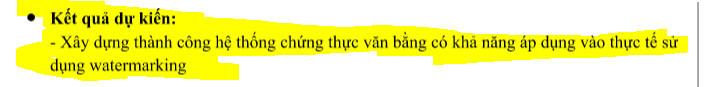 • Kết quả dự kiến:
- Xây dựng thành công hệ thống chứng thực văn bằng có khả năng áp dụng vào thực tế sử
dụng watermarking